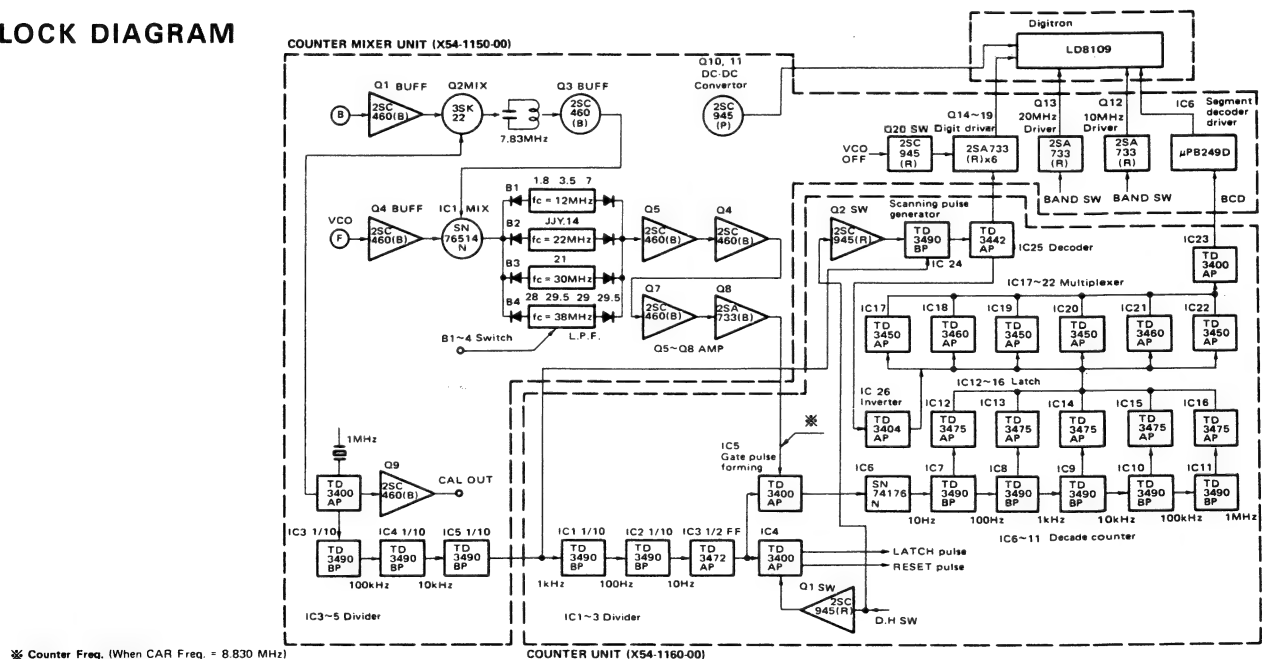 LOCK DIAGRAM
COUNTER MIXER UNIT (X54-1150-00)
Digitron
LD8109
Q1 BUFF
Q2MIX
Q3 BUFF
Q10, 11
DC-DC
Convertor
B
2SC
460(B)
3SK
22
7.83MHz
2SC
460
(B)
2SC
945
(P)
Q14~19
Digit driver
Q13
20MHz
Driver
Q12
10MHz
Driver
IC6
Segment
decoder
driver
Q20 SW
VCO
OFF
2SC
945
(R)
2SA733
(R)x6
2SA
733
(R)
2SA
733
(R)
μPB249D
BAND SW
BAND SW
BCD
VCO
F
Q4 BUFF
2SC
460(B)
IC1 MIX
SN
76514
N
B1
1.8 3.5 7
fc = 12MHz
B2
JJY.14
fc = 22MHz
B3
21
fc = 30MHz
B4
28 29.5 29 29.5
fc = 38MHz
L.P.F.
B1~4 Switch
Q5
2SC
460(B)
Q4
2SC
460(B)
Q7
2SC
460(B)
Q8
2SA
733(B)
Q5~Q8 AMP
Q2 SW
2SC
945(R)
Scanning pulse
generator
TD
3490
BP
IC 24
TD
3442
AP
IC25 Decoder
IC23
TD
3400
AP
IC17~22 Multiplexer
IC17
TD
3450
AP
IC18
TD
3460
AP
IC19
TD
3450
AP
IC20
TD
3450
AP
IC21
TD
3460
AP
IC22
TD
3450
AP
IC12~16 Latch
IC 26
Inverter
TD
3404
AP
IC12
TD
3475
AP
IC13
TD
3475
AP
IC14
TD
3475
AP
IC15
TD
3475
AP
IC16
TD
3475
AP
※
IC5
Gate pulse
forming
TD
3400
AP
IC6
SN
74176
N
10Hz
IC7
TD
3490
BP
100Hz
IC8
TD
3490
BP
1kHz
IC9
TD
3490
BP
10kHz
IC10
TD
3490
BP
100kHz
IC11
TD
3490
BP
1MHz
IC6~11 Decade counter
1MHz
TD
3400
AP
Q9
2SC
460(B)
CAL OUT
IC3 1/10
TD
3490
BP
100kHz
IC4 1/10
TD
3490
BP
10kHz
IC5 1/10
TD
3490
BP
IC3~5 Divider
1kHz
IC1 1/10
TD
3490
BP
100Hz
IC2 1/10
TD
3490
BP
10Hz
IC3 1/2 FF
TD
3472
AP
IC4
TD
3400
AP
LATCH pulse
RESET pulse
Q1 SW
2SC
945(R)
D.H SW
IC1~3 Divider
※ Counter Freq. (When CAR Freq. = 8.830 MHz)
COUNTER UNIT (X54-1160-00)